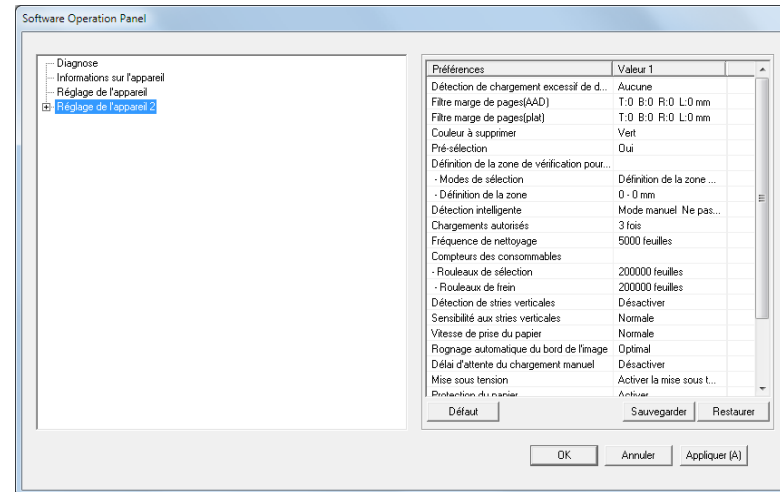 Software Operation Panel
Diagnose
Informations sur l'appareil
Réglage de l'appareil
Réglage de l'appareil 2
Préférences Valeur 1
Détection de chargement excessif de d... Aucune
Filtre marge de pages(AAD) T:0 B:0 R:0 L:0 mm
Filtre marge de pages(plat) T:0 B:0 R:0 L:0 mm
Couleur à supprimer Vert
Pré-sélection Oui
Définition de la zone de vérification pour...
- Modes de sélection Définition de la zone ...
- Définition de la zone 0 - 0 mm
Détection intelligente Mode manuel Ne pas...
Chargements autorisés 3 fois
Fréquence de nettoyage 5000 feuilles
Compteurs des consommables
- Rouleaux de sélection 200000 feuilles
- Rouleaux de frein 200000 feuilles
Détection de stries verticales Désactiver
Sensibilité aux stries verticales Normale
Vitesse de prise du papier Normale
Rognage automatique du bord de l'image Optimal
Délai d'attente du chargement manuel Désactiver
Mise sous tension Activer la mise sous t...
Protection du papier Activer
Défaut Sauvegarder Restaurer
OK Annuler Appliquer (A)